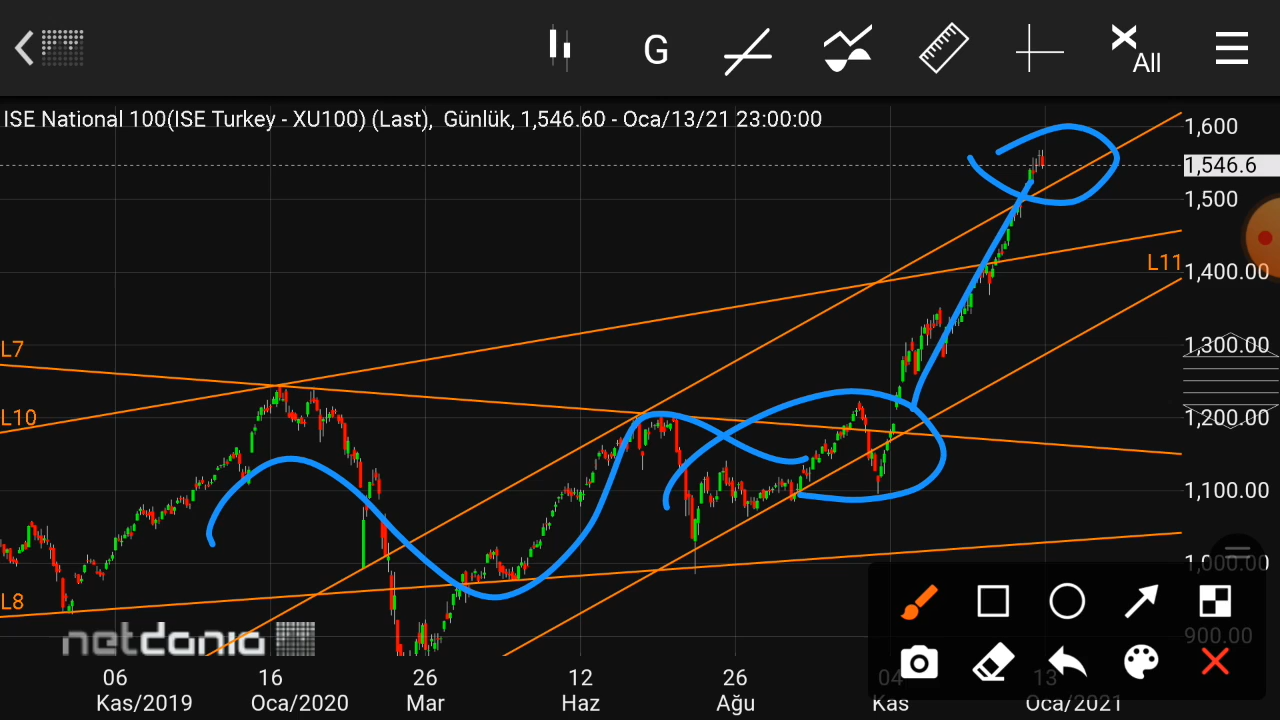 G
All
ISE National 100(ISE Turkey - XU100) (Last), Günlük, 1,546.60 - Oca/13/21 23:00:00
1,600
1,546.6
1,500
L11
1,400.00
L7
1,300.00
L10
1,200.00
1,100.00
1,000.00
L8
900.00
netdania
06 16 26 12 26 04 13
Kas/2019 Oca/2020 Mar Haz Ağu Kas Oca/2021